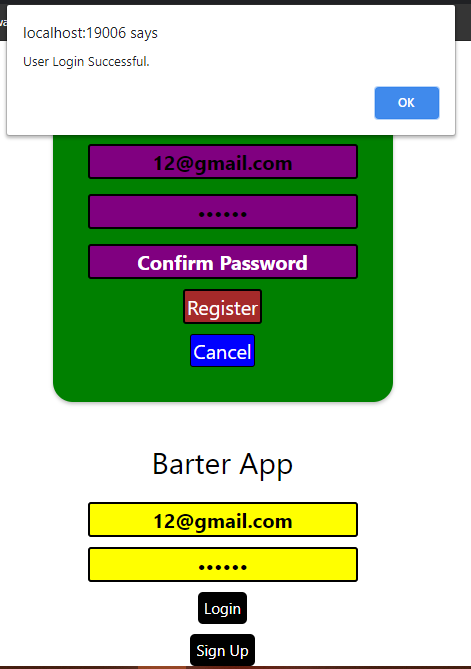 localhost:19006 says
User Login Successful.
OK
12@gmail.com
••••••
Confirm Password
Register
Cancel
Barter App
12@gmail.com
••••••
Login
Sign Up